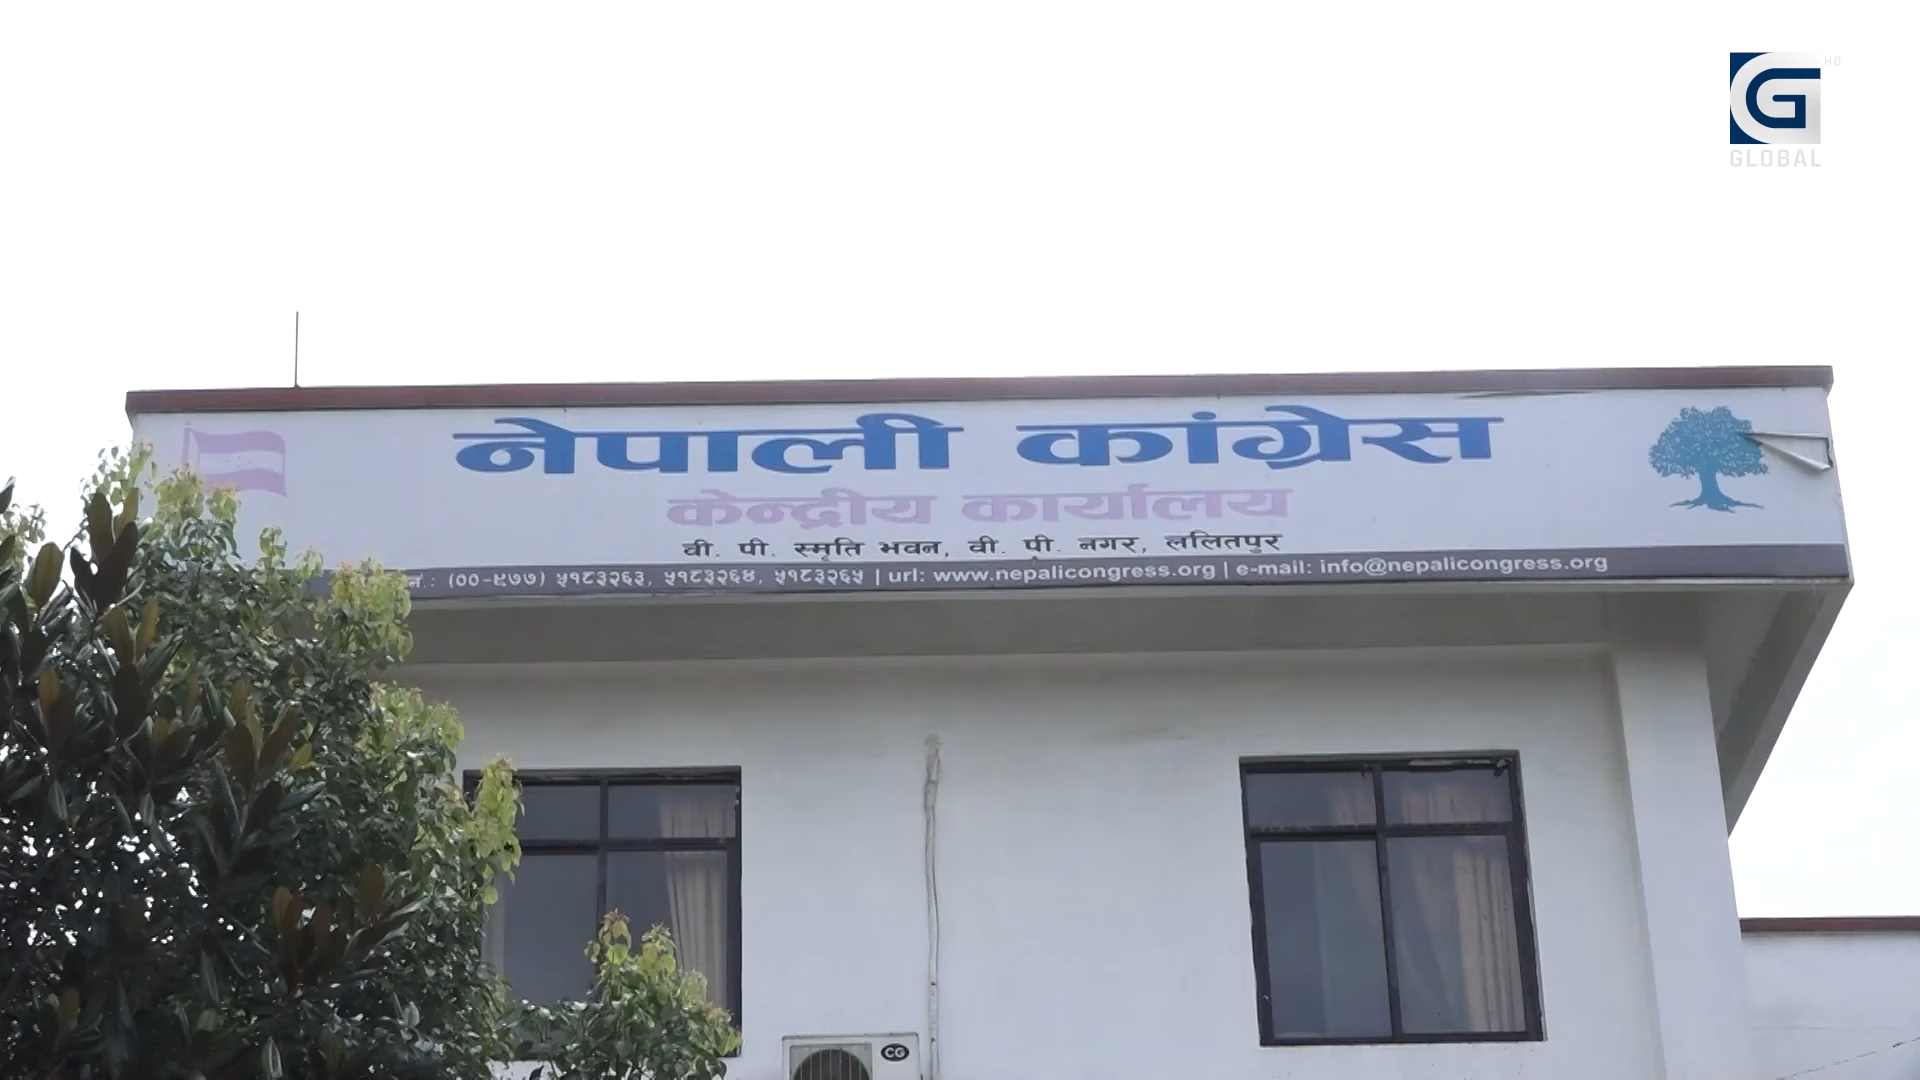 HD
GLOBAL
नेपाली कांग्रेस
केन्द्रीय कार्यालय
वी. पी. स्मृति भवन, वी. पी. नगर, ललितपुर
नं.: (००-९७७) ५१८३२६३, ५१८३२६४, ५१८३२६५ | url: www.nepalicongress.org | e-mail: info@nepalicongress.org
CG